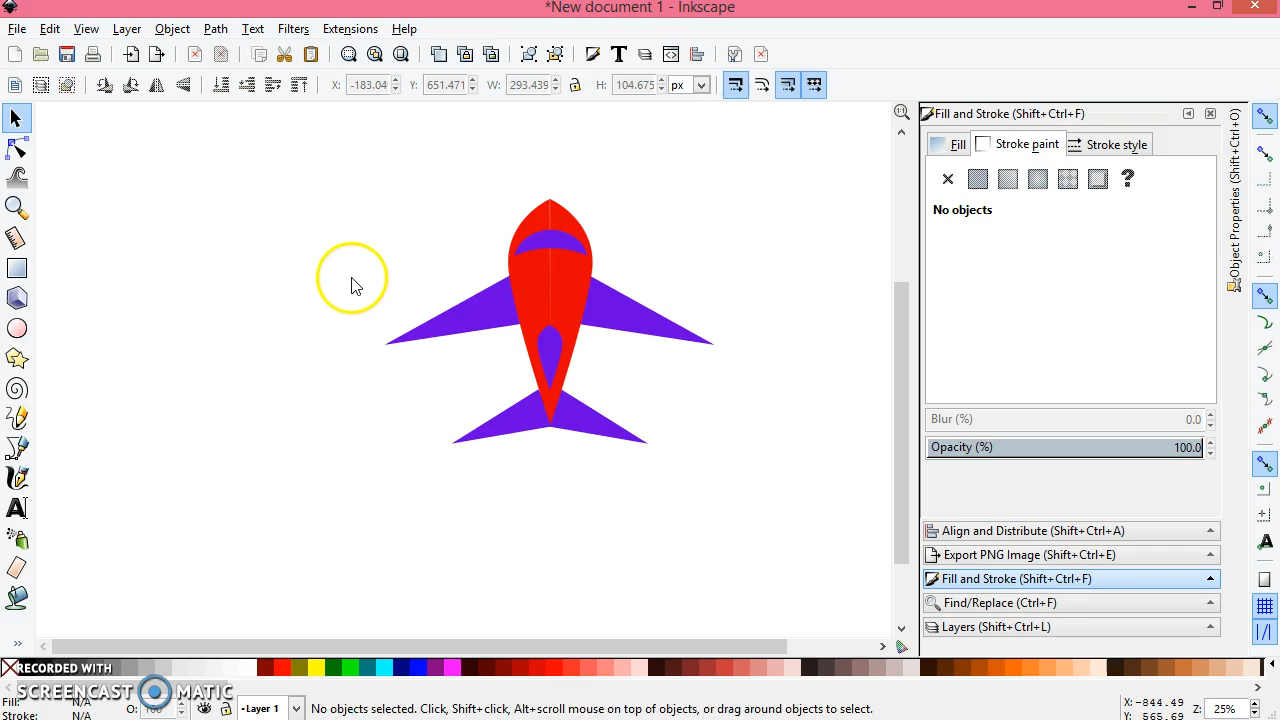 *New document 1 - Inkscape
File Edit View Layer Object Path Text Filters Extensions Help
X: -183.04 Y: 651.471 W: 293.439 H: 104.675 px
Fill and Stroke (Shift+Ctrl+F)
Fill Stroke paint Stroke style
No objects
Blur (%) 0.0
Opacity (%) 100.0
Align and Distribute (Shift+Ctrl+A)
Export PNG Image (Shift+Ctrl+E)
Fill and Stroke (Shift+Ctrl+F)
Find/Replace (Ctrl+F)
Layers (Shift+Ctrl+L)
Object Properties (Shift+Ctrl+O)
RECORDED WITH
SCREENCAST MATIC
Fill: N/A
Stroke: N/A
O: 100
Layer 1
No objects selected. Click, Shift+click, Alt+scroll mouse on top of objects, or drag around objects to select.
X: -844.49
Y: 569.69
Z: 25%